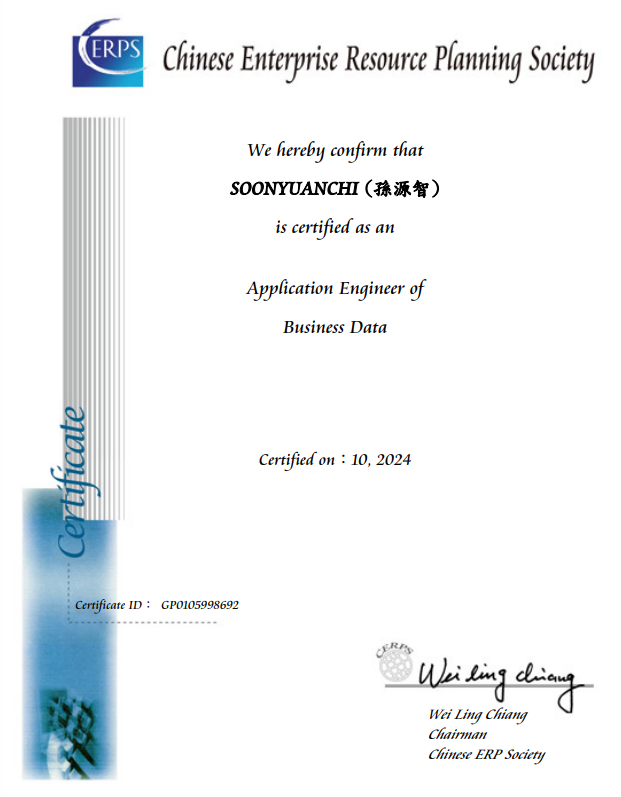 CERPS
Chinese Enterprise Resource Planning Society
We hereby confirm that
SOONYUANCHI (孫源智)
is certified as an
Application Engineer of
Business Data
Certified on：10, 2024
Certificate
Certificate ID： GP0105998692
CERPS
Wei ling chiang
Wei Ling Chiang
Chairman
Chinese ERP Society